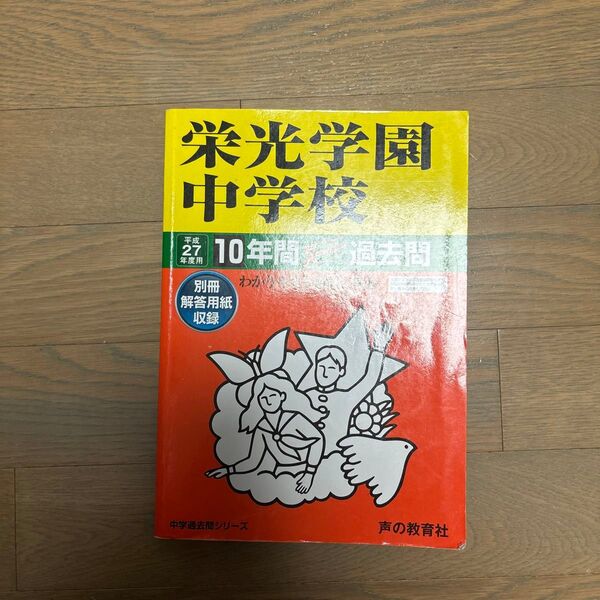 栄光学園
中学校
平成
27
年度用
10年間
過去問
別冊
解答用紙
収録
わか
中学過去問シリーズ
声の教育社